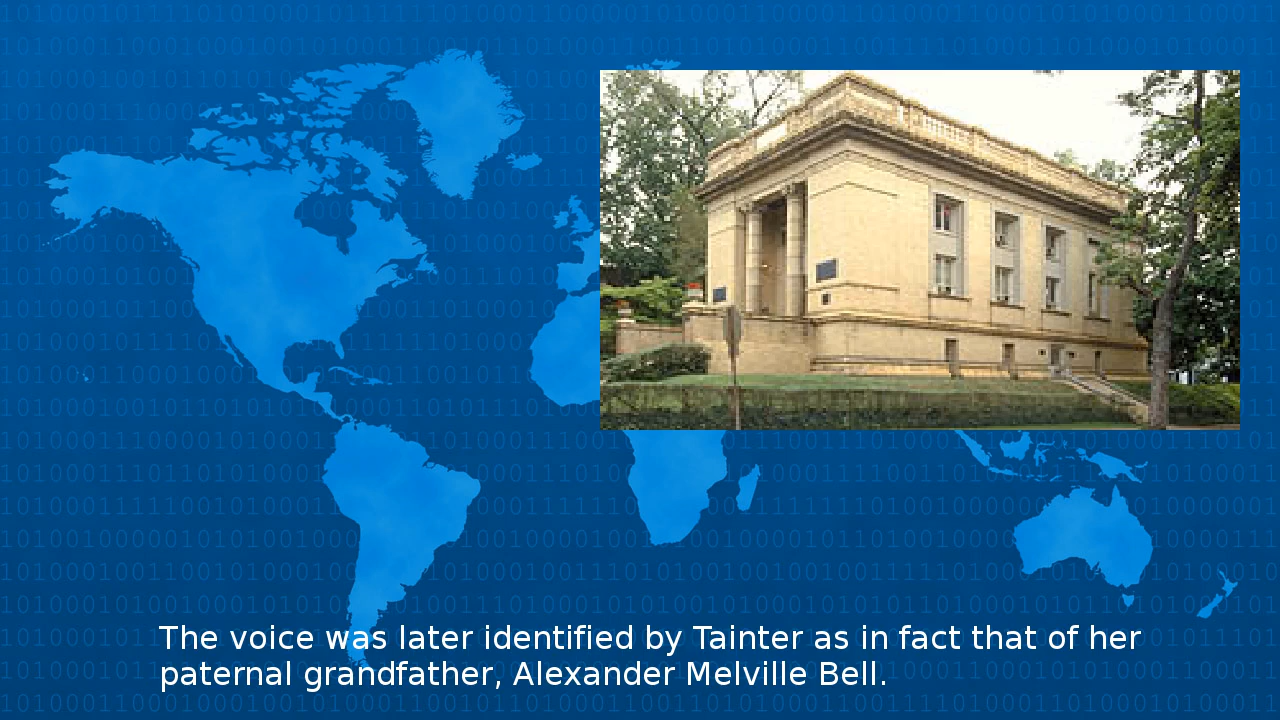 The voice was later identified by Tainter as in fact that of her
paternal grandfather, Alexander Melville Bell.